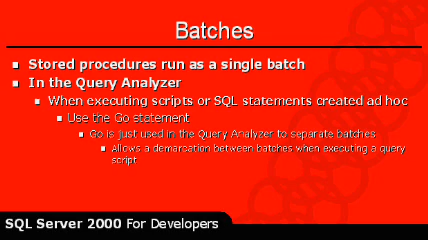 Batches
Stored procedures run as a single batch
In the Query Analyzer
When executing scripts or SQL statements created ad hoc
Use the Go statement
Go is just used in the Query Analyzer to separate batches
Allows a demarcation between batches when executing a query
script
SQL Server 2000 For Developers